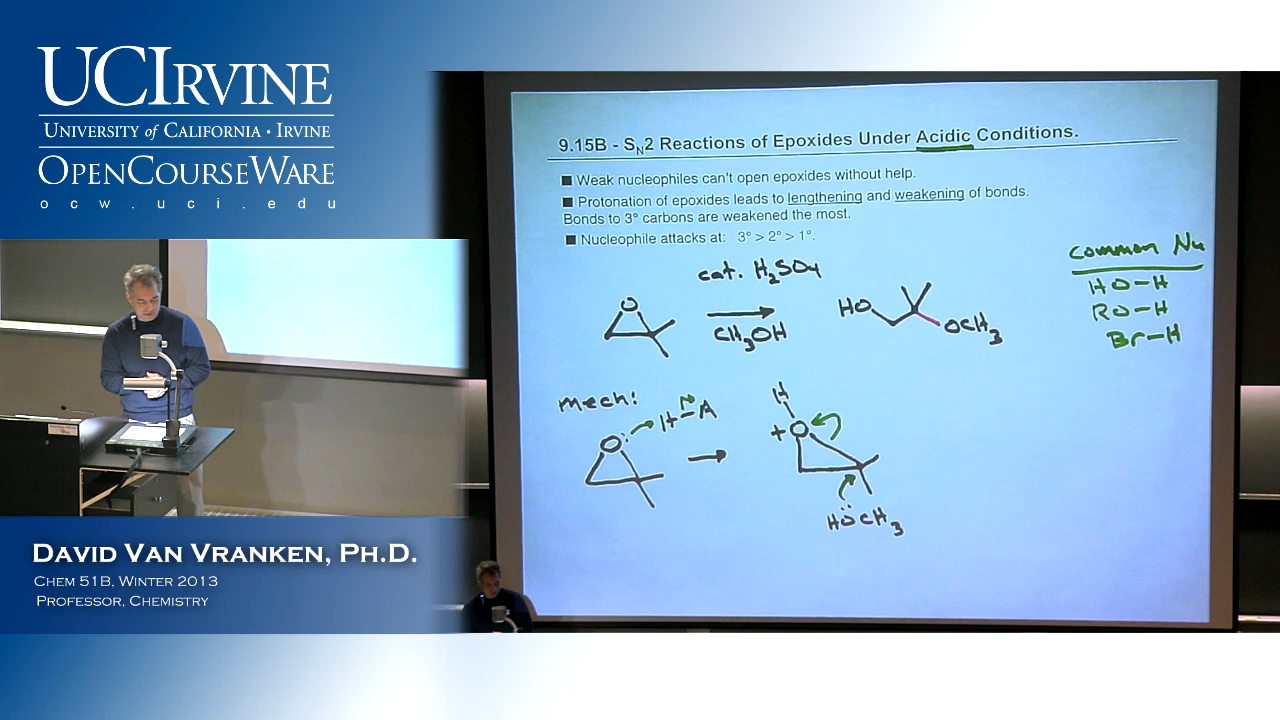 UCIRVINE
UNIVERSITY of CALIFORNIA · IRVINE
OPENCOURSEWARE
ocw.uci.edu
DAVID VAN VRANKEN, PH.D.
CHEM 51B, WINTER 2013
PROFESSOR, CHEMISTRY
9.15B - SN2 Reactions of Epoxides Under Acidic Conditions.
■ Weak nucleophiles can't open epoxides without help.
■ Protonation of epoxides leads to lengthening and weakening of bonds.
Bonds to 3° carbons are weakened the most.
■ Nucleophile attacks at: 3° > 2° > 1°.
common Nu
HO-H
RO-H
Br-H
cat. H2SO4
CH3OH
O
HO
OCH3
mech:
O: H-A
H
+ O
HÖCH3